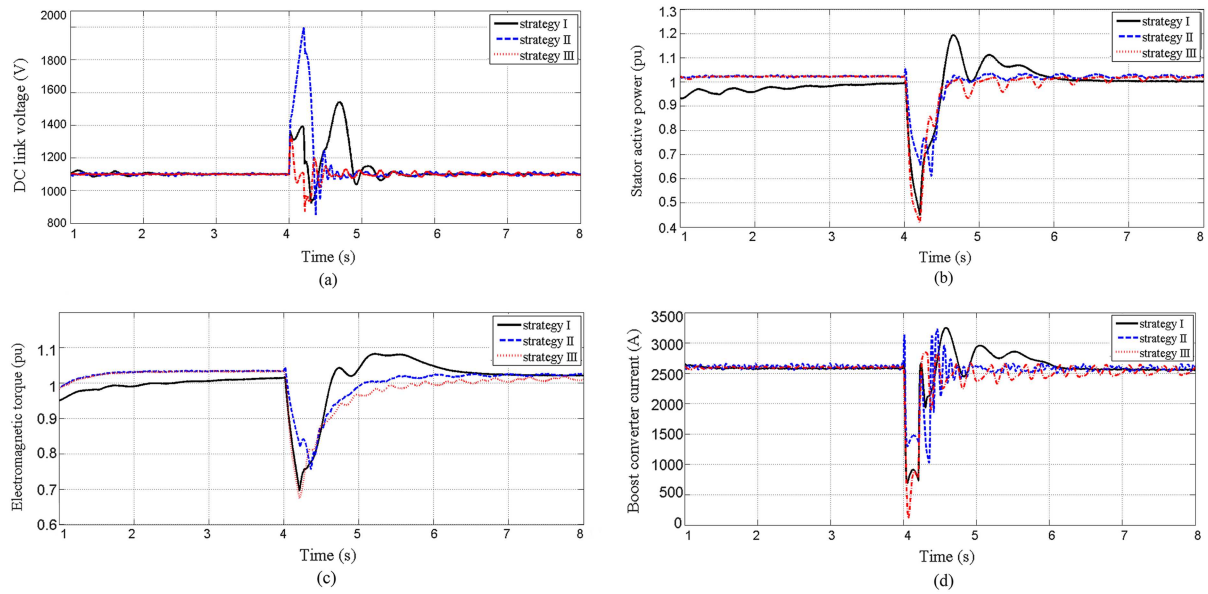 2000
1800
1600
1400
1200
1000
800
DC link voltage (V)
strategy I
strategy II
strategy III
1 2 3 4 5 6 7 8
Time (s)
(a)
1.3
1.2
1.1
1
0.9
0.8
0.7
0.6
0.5
0.4
Stator active power (pu)
strategy I
strategy II
strategy III
1 2 3 4 5 6 7 8
Time (s)
(b)
1.1
1
0.9
0.8
0.7
0.6
Electromagnetic torque (pu)
strategy I
strategy II
strategy III
1 2 3 4 5 6 7 8
Time (s)
(c)
3500
3000
2500
2000
1500
1000
500
0
Boost converter current (A)
strategy I
strategy II
strategy III
1 2 3 4 5 6 7 8
Time (s)
(d)